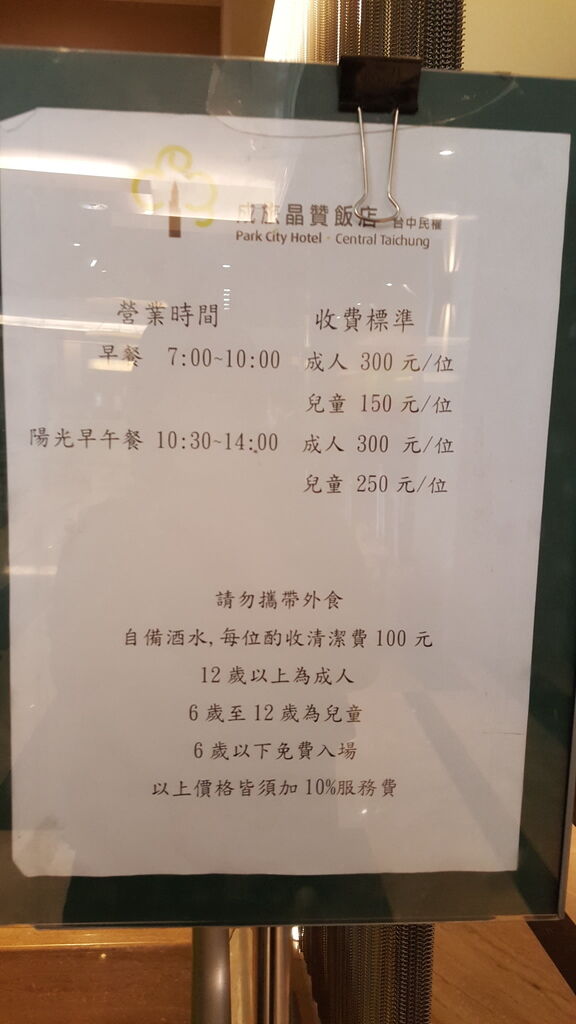 成旅晶贊飯店 台中民權
Park City Hotel - Central Taichung
營業時間 收費標準
早餐 7:00~10:00 成人 300 元/位
兒童 150 元/位
陽光早午餐 10:30~14:00 成人 300 元/位
兒童 250 元/位
請勿攜帶外食
自備酒水,每位酌收清潔費 100 元
12 歲以上為成人
6 歲至 12 歲為兒童
6 歲以下免費入場
以上價格皆須加 10%服務費